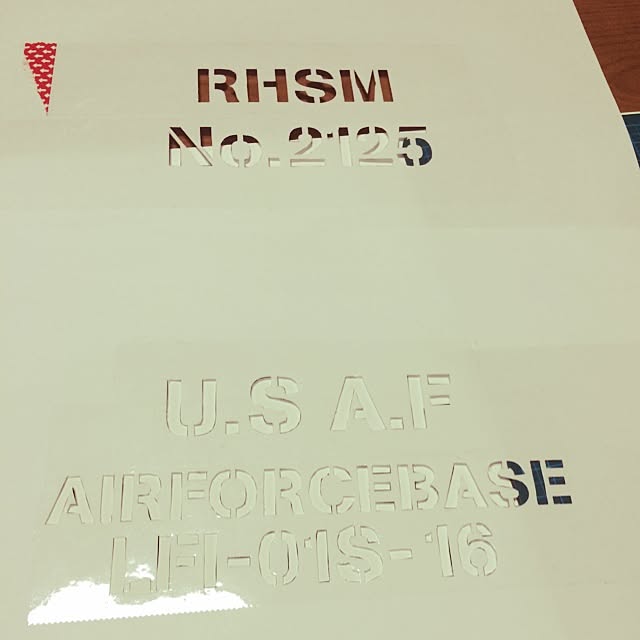 RHSM
No.2125
U.S A.F
AIRFORCEBASE
LFI-01S-16